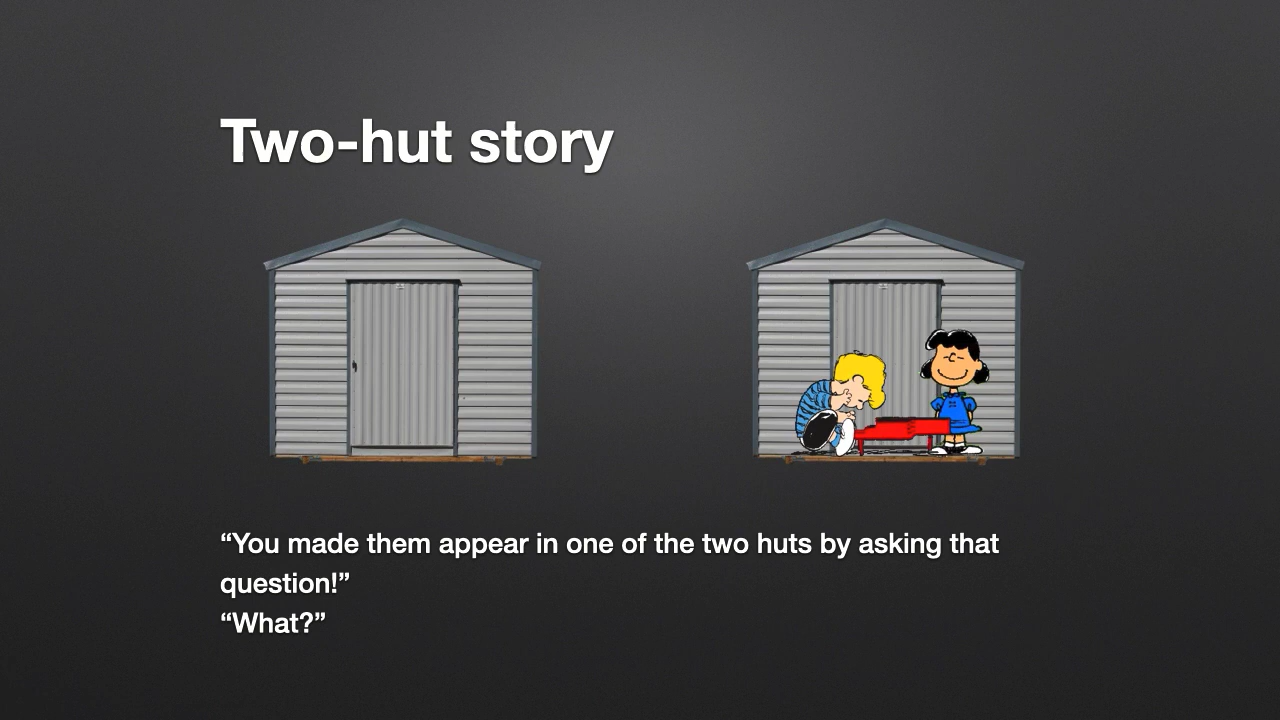 Two-hut story
“You made them appear in one of the two huts by asking that
question!”
“What?”